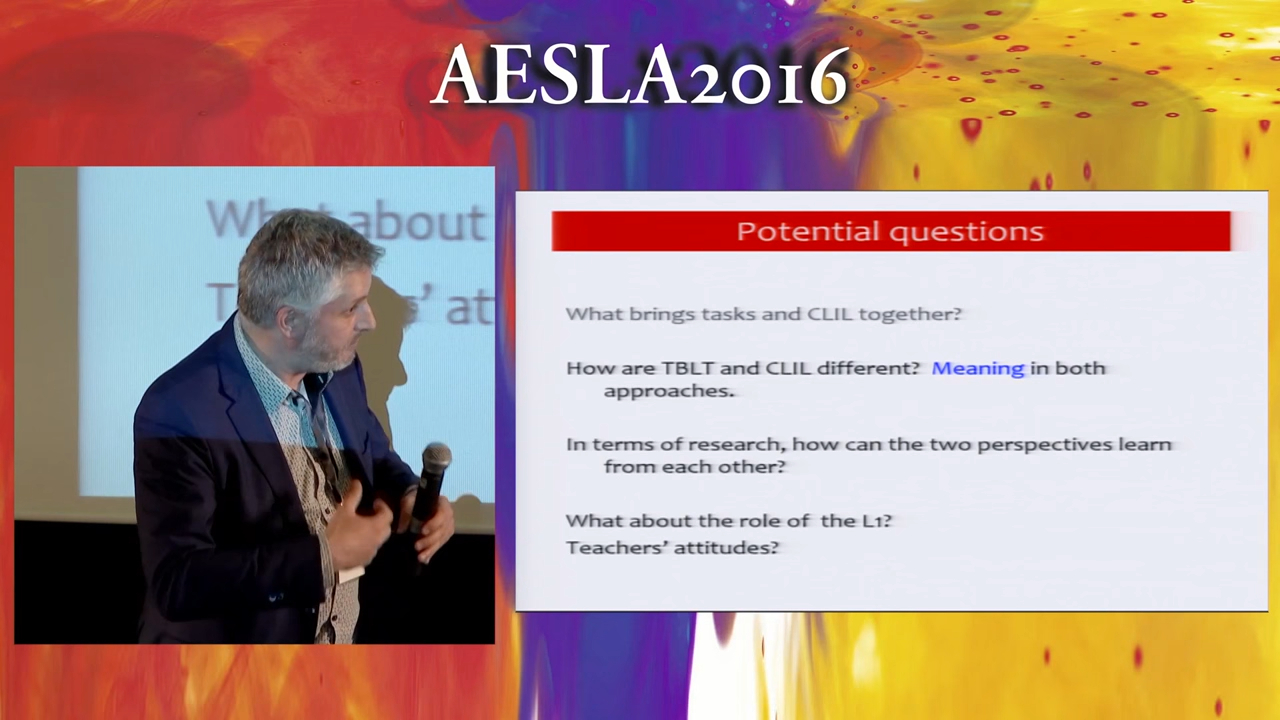 AESLA2016
What about
T s’ at
Potential questions
What brings tasks and CLIL together?
How are TBLT and CLIL different? Meaning in both
approaches.
In terms of research, how can the two perspectives learn
from each other?
What about the role of the L1?
Teachers’ attitudes?